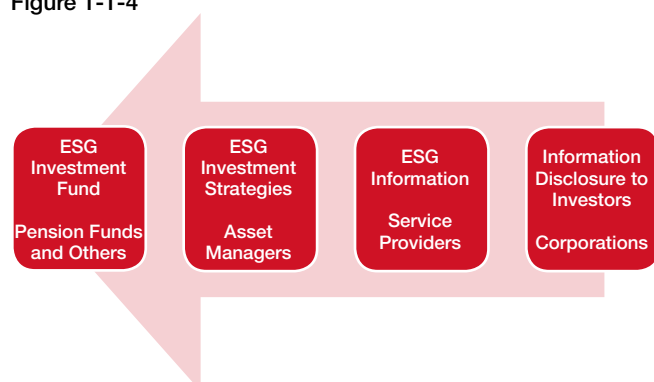 Figure 1-1-4
ESG
Investment
Fund
Pension Funds
and Others
ESG
Investment
Strategies
Asset
Managers
ESG
Information
Service
Providers
Information
Disclosure to
Investors
Corporations